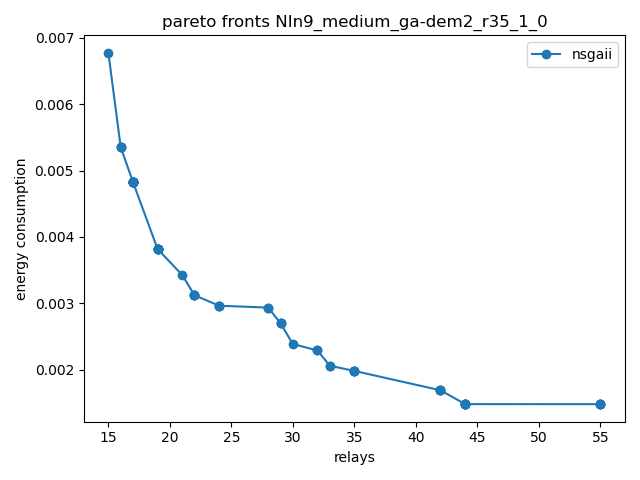 pareto fronts NIn9_medium_ga-dem2_r35_1_0
nsgaii
0.007
0.006
0.005
0.004
0.003
0.002
energy consumption
15 20 25 30 35 40 45 50 55
relays